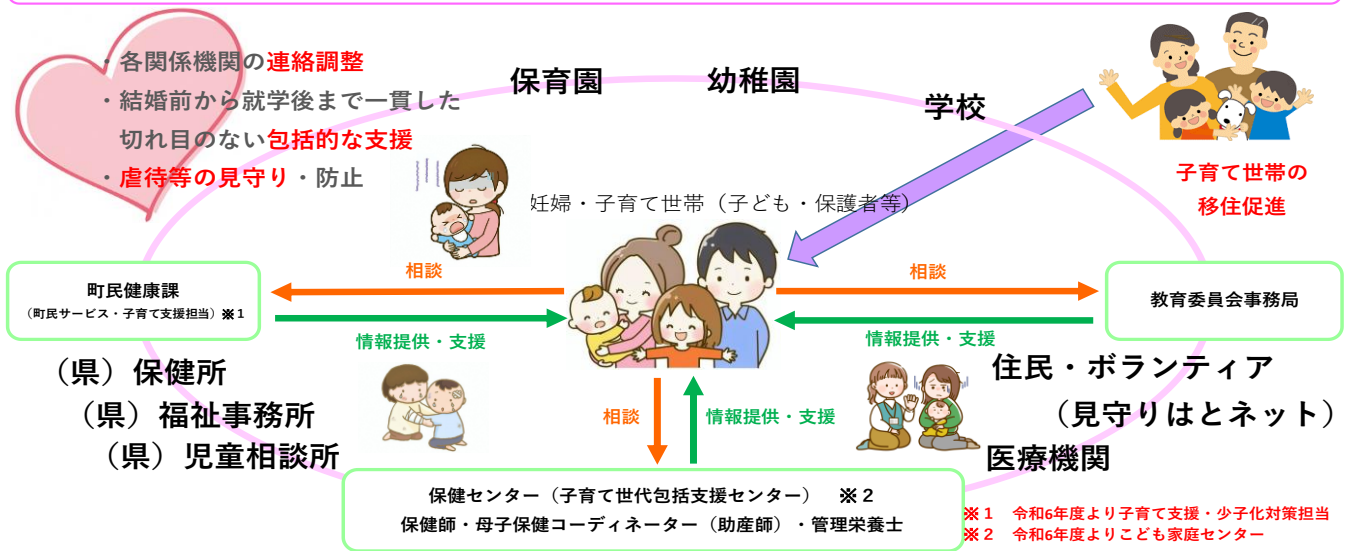 ・各関係機関の連絡調整
・結婚前から就学後まで一貫した
切れ目のない包括的な支援
・虐待等の見守り・防止
保育園
幼稚園
学校
子育て世帯の
移住促進
妊婦・子育て世帯（子ども・保護者等）
相談
相談
町民健康課
（町民サービス・子育て支援担当）※1
教育委員会事務局
情報提供・支援
情報提供・支援
（県）保健所
（県）福祉事務所
（県）児童相談所
住民・ボランティア
（見守りはとネット）
医療機関
相談
情報提供・支援
保健センター（子育て世代包括支援センター）　※２
保健師・母子保健コーディネーター（助産師）・管理栄養士
※１　令和6年度より子育て支援・少子化対策担当
※２　令和6年度よりこども家庭センター